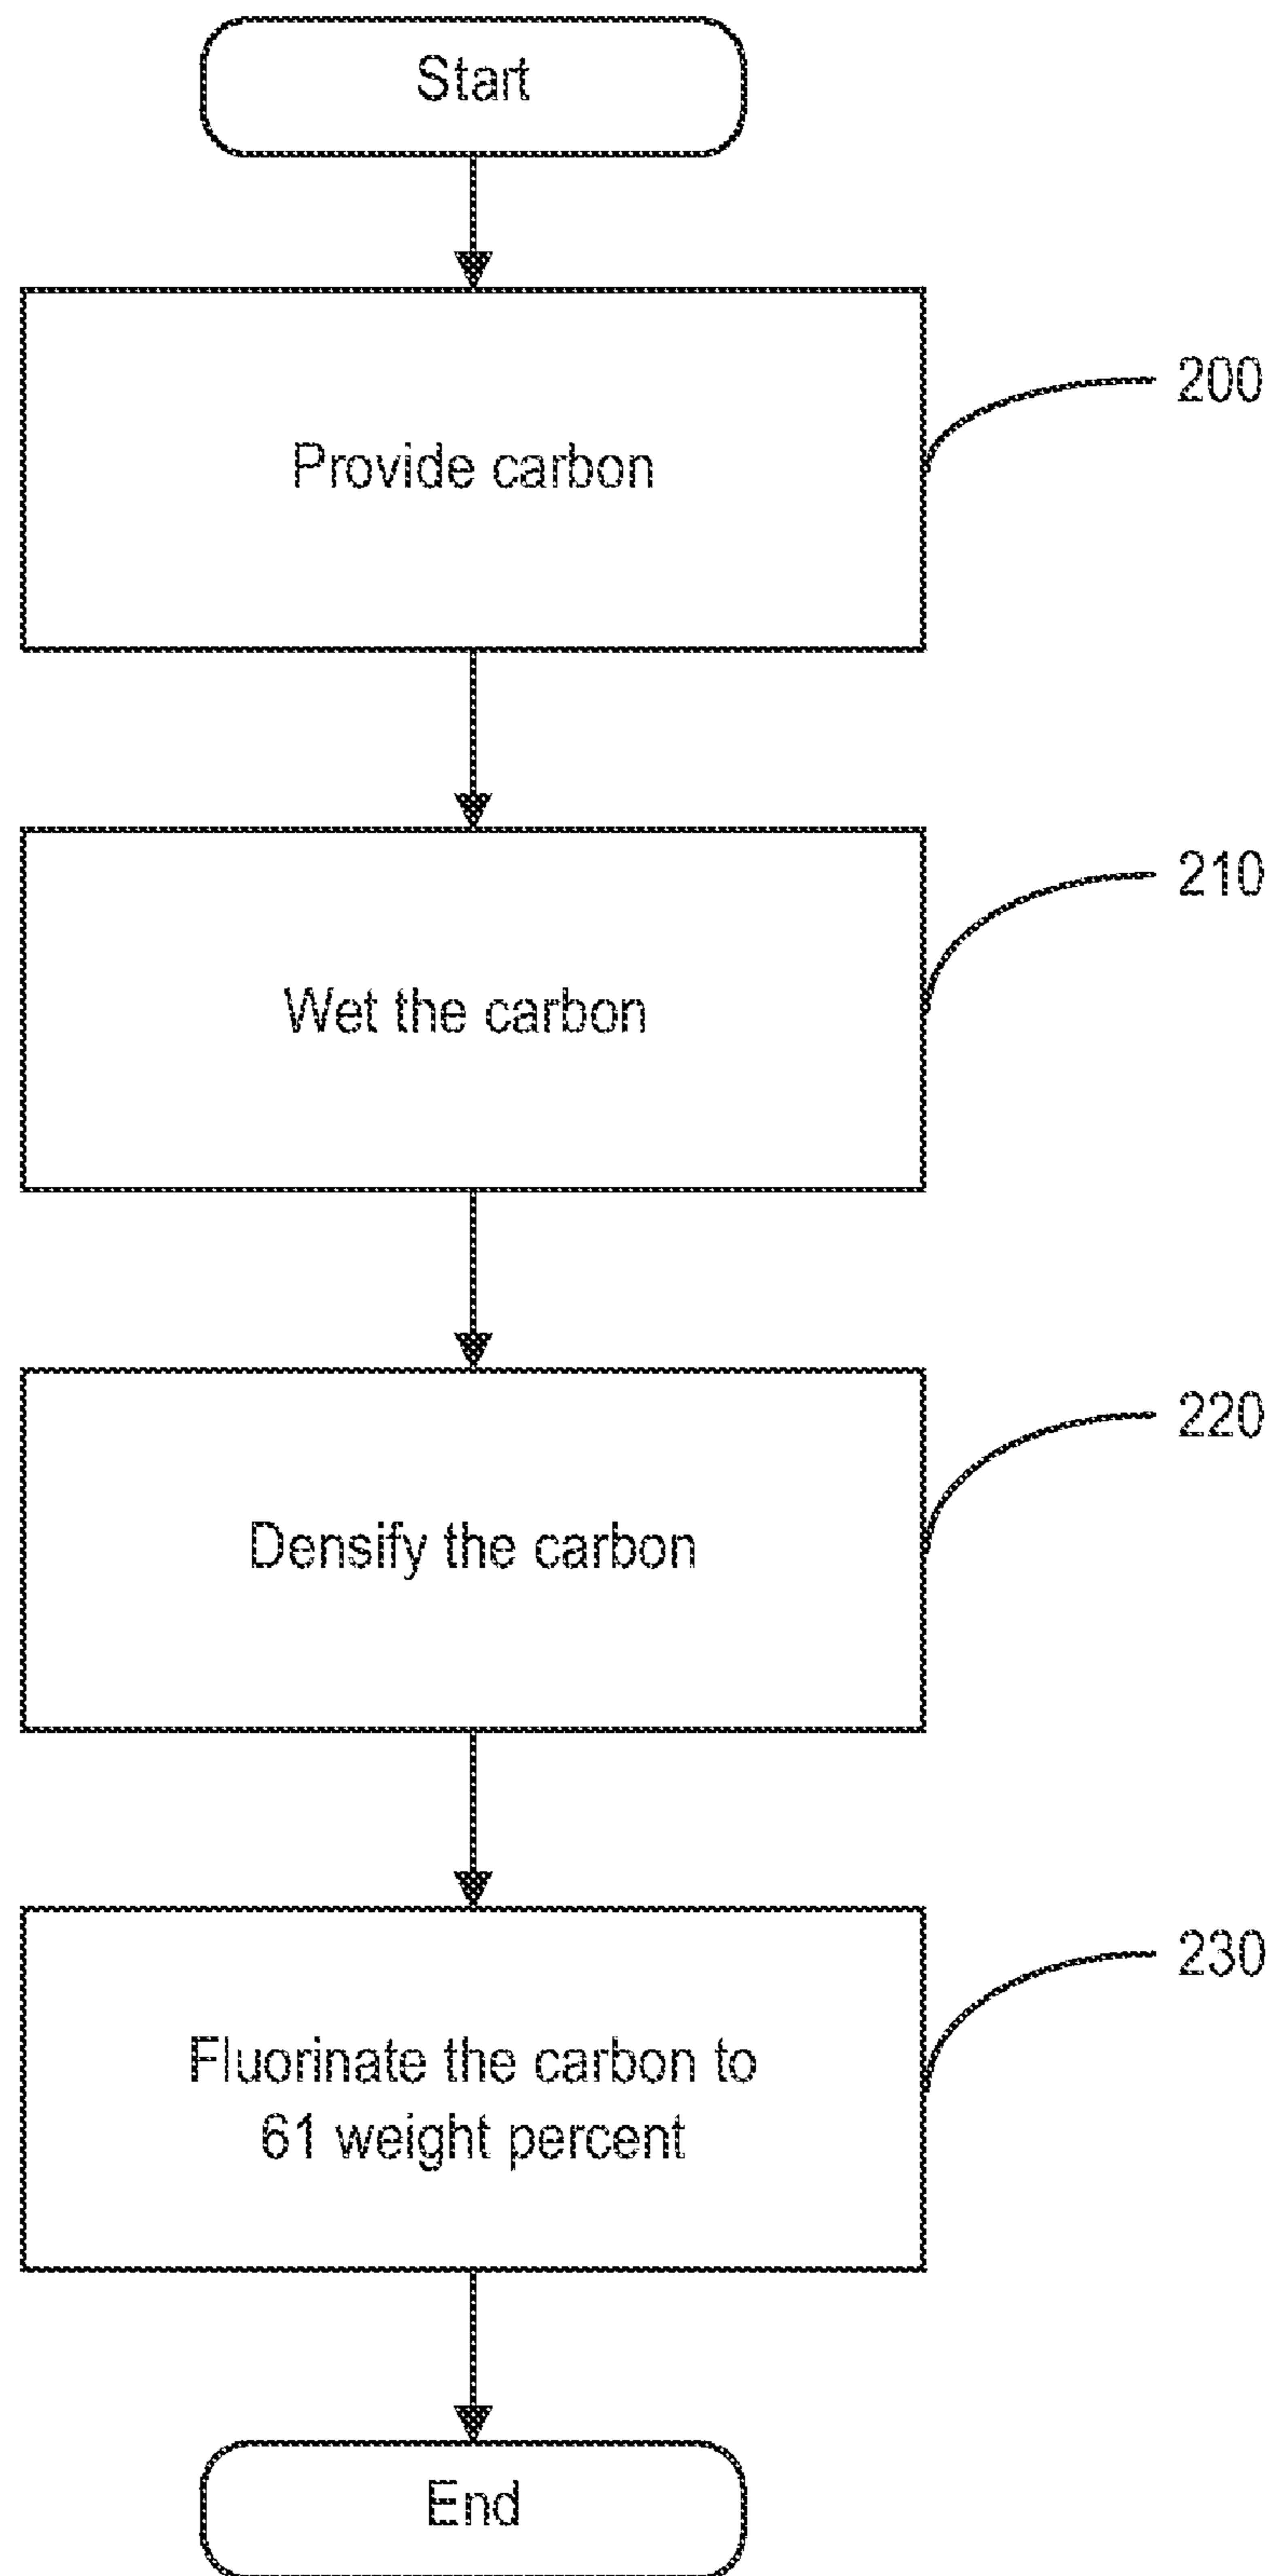 Start
Provide carbon
200
Wet the carbon
210
Densify the carbon
220
Fluorinate the carbon to
61 weight percent
230
End